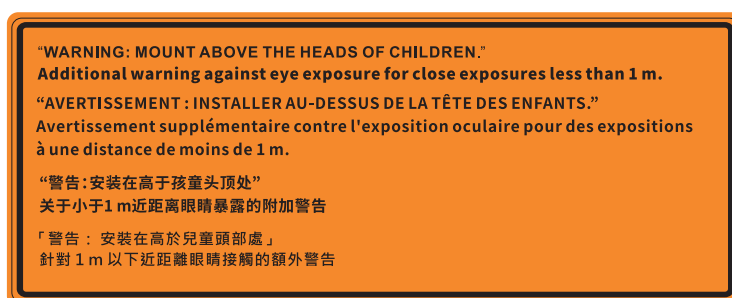 “WARNING: MOUNT ABOVE THE HEADS OF CHILDREN.”
Additional warning against eye exposure for close exposures less than 1 m.
“AVERTISSEMENT : INSTALLER AU-DESSUS DE LA TÊTE DES ENFANTS.”
Avertissement supplémentaire contre l'exposition oculaire pour des expositions
à une distance de moins de 1 m.
“警告：安装在高于孩童头顶处”
关于小于1 m近距离眼睛暴露的附加警告
「警告： 安裝在高於兒童頭部處」
針對 1 m 以下近距離眼睛接觸的額外警告